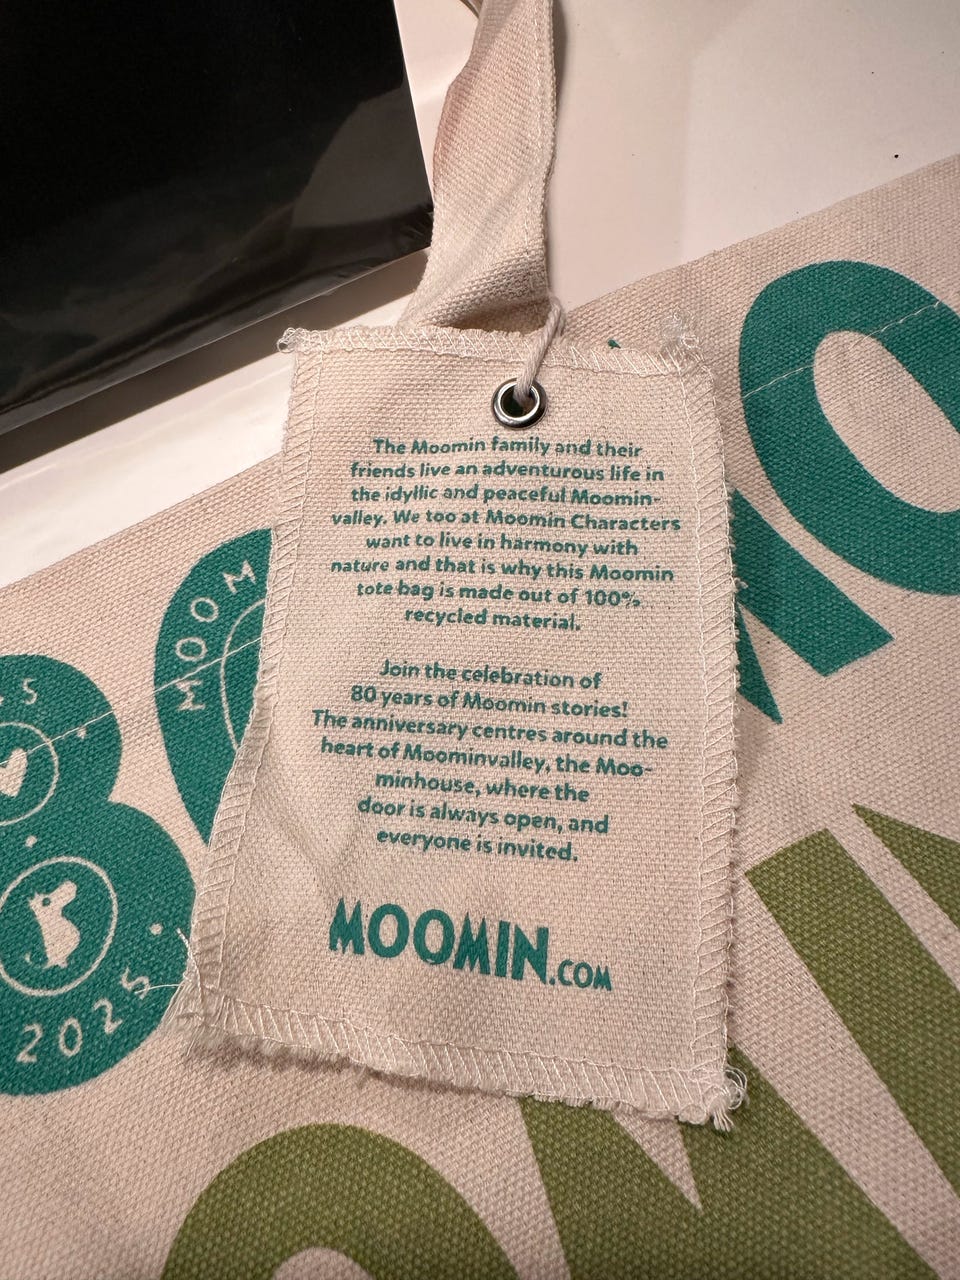 The Moomin family and their
friends live an adventurous life in
the idyllic and peaceful Moomin-
valley. We too at Moomin Characters
want to live in harmony with
nature and that is why this Moomin
tote bag is made out of 100%
recycled material.
Join the celebration of
80 years of Moomin stories!
The anniversary centres around the
heart of Moominvalley, the Moo-
minhouse, where the
door is always open, and
everyone is invited.
MOOMIN.COM
MOOM
2025